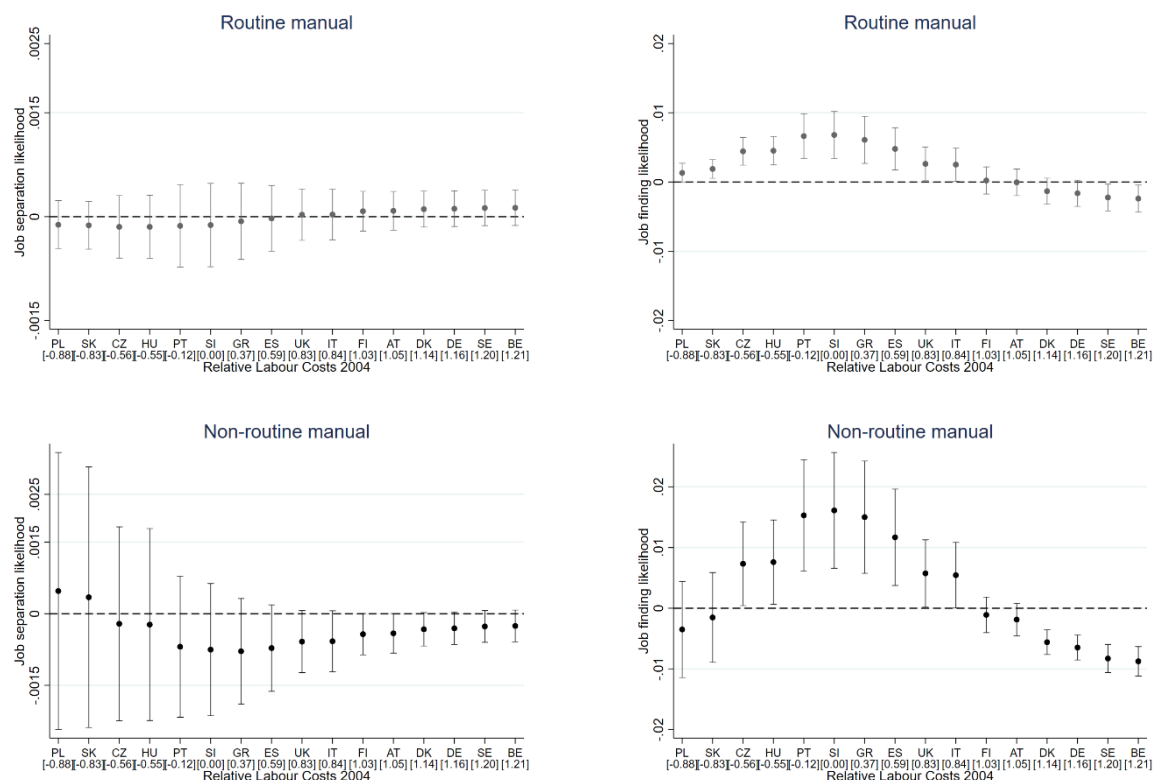 Routine manual
Job separation likelihood
.0025
.0015
0
-.0015
PL SK CZ HU PT SI GR ES UK IT FI AT DK DE SE BE
[-0.88][-0.83][-0.56][-0.55][-0.12] [0.00] [0.37] [0.59] [0.83] [0.84] [1.03] [1.05] [1.14] [1.16] [1.20] [1.21]
Relative Labour Costs 2004
Routine manual
Job finding likelihood
.02
.01
0
-.01
-.02
PL SK CZ HU PT SI GR ES UK IT FI AT DK DE SE BE
[-0.88][-0.83][-0.56][-0.55][-0.12] [0.00] [0.37] [0.59] [0.83] [0.84] [1.03] [1.05] [1.14] [1.16] [1.20] [1.21]
Relative Labour Costs 2004
Non-routine manual
Job separation likelihood
.0025
.0015
0
-.0015
PL SK CZ HU PT SI GR ES UK IT FI AT DK DE SE BE
[-0.88][-0.83][-0.56][-0.55][-0.12] [0.00] [0.37] [0.59] [0.83] [0.84] [1.03] [1.05] [1.14] [1.16] [1.20] [1.21]
Relative Labour Costs 2004
Non-routine manual
Job finding likelihood
.02
.01
0
-.01
-.02
PL SK CZ HU PT SI GR ES UK IT FI AT DK DE SE BE
[-0.88][-0.83][-0.56][-0.55][-0.12] [0.00] [0.37] [0.59] [0.83] [0.84] [1.03] [1.05] [1.14] [1.16] [1.20] [1.21]
Relative Labour Costs 2004